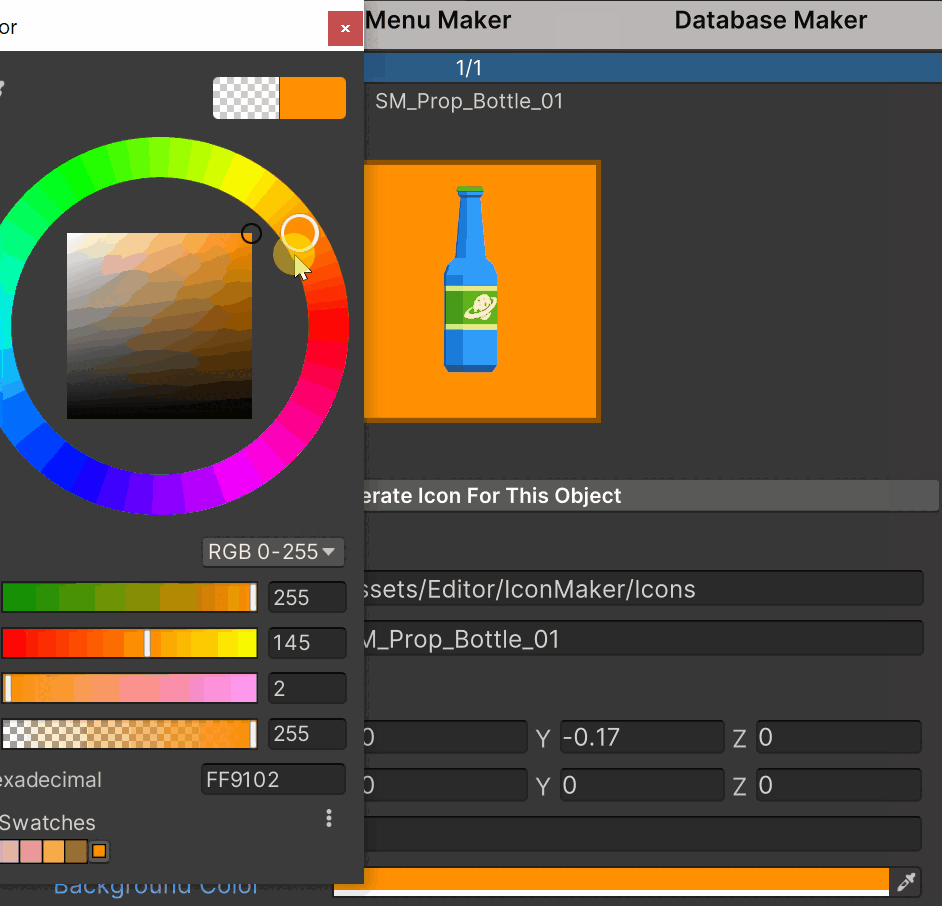 or
Menu Maker
Database Maker
1/1
SM_Prop_Bottle_01
erate Icon For This Object
RGB 0-255
255
145
2
255
exadecimal
FF9102
Swatches
ssets/Editor/IconMaker/Icons
M_Prop_Bottle_01
0 Y -0.17 Z 0
0 Y 0 Z 0
Background Color